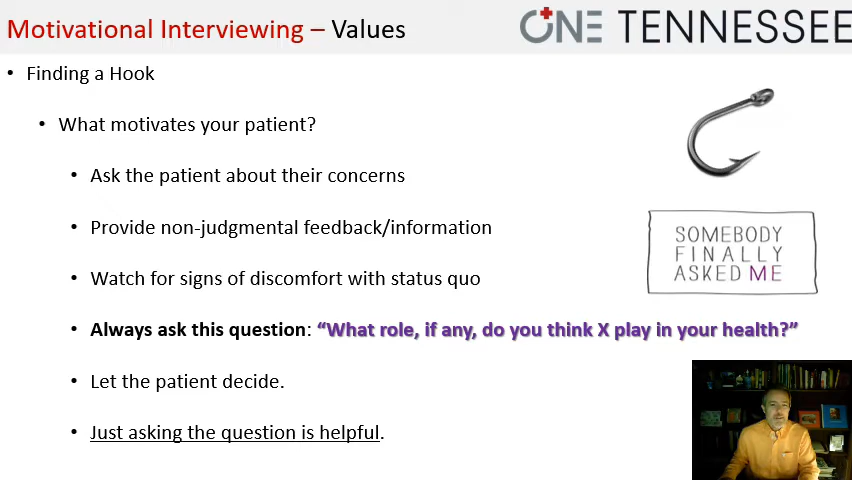 Motivational Interviewing – Values
ONE TENNESSEE
• Finding a Hook
• What motivates your patient?
• Ask the patient about their concerns
• Provide non-judgmental feedback/information
• Watch for signs of discomfort with status quo
SOMEBODY
FINALLY
ASKED ME
• Always ask this question: “What role, if any, do you think X play in your health?”
• Let the patient decide.
• Just asking the question is helpful.